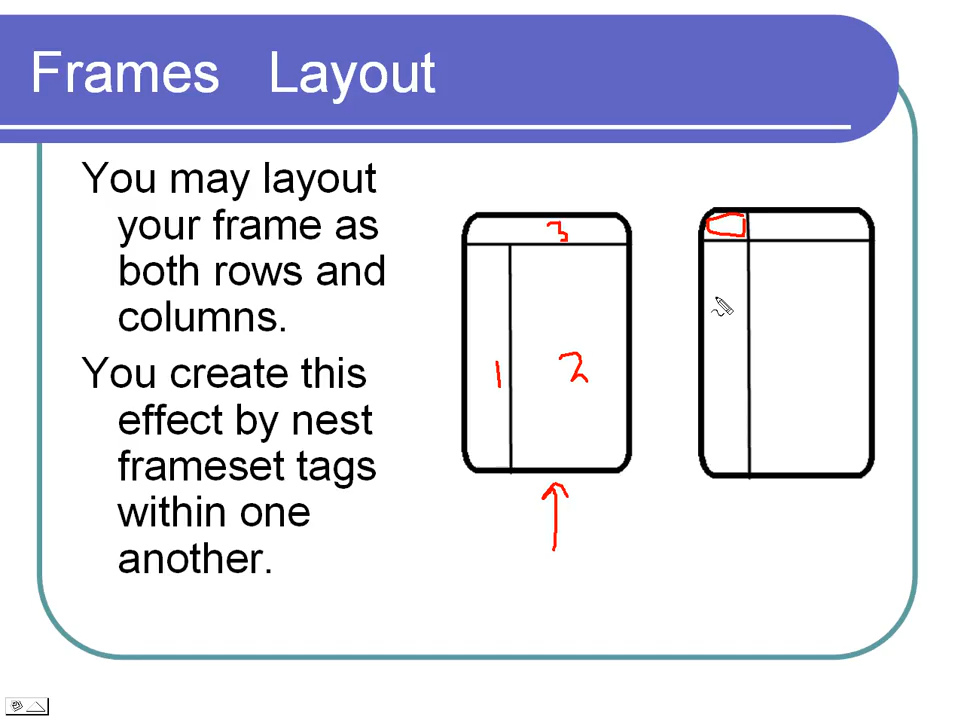 Frames Layout
You may layout
your frame as
both rows and
columns.
You create this
effect by nest
frameset tags
within one
another.
3
1 2